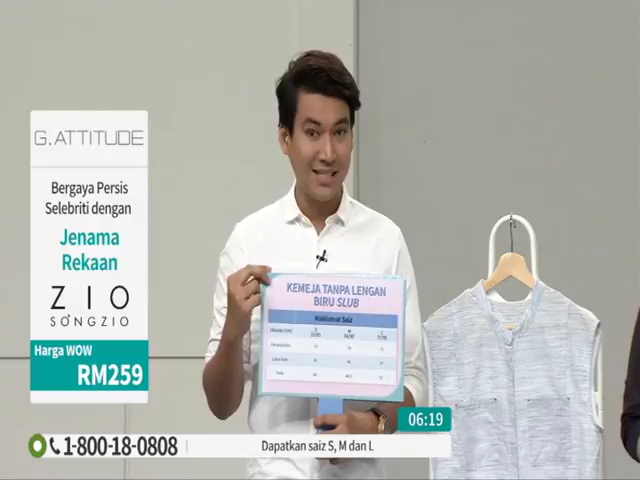 G.ATTITUDE
Bergaya Persis
Selebriti dengan
Jenama
Rekaan
ZIO
SONGZIO
Harga WOW
RM259
KEMEJA TANPA LENGAN
BIRU SLUB
Maklumat Saiz
06:19
1-800-18-0808
Dapatkan saiz S, M dan L